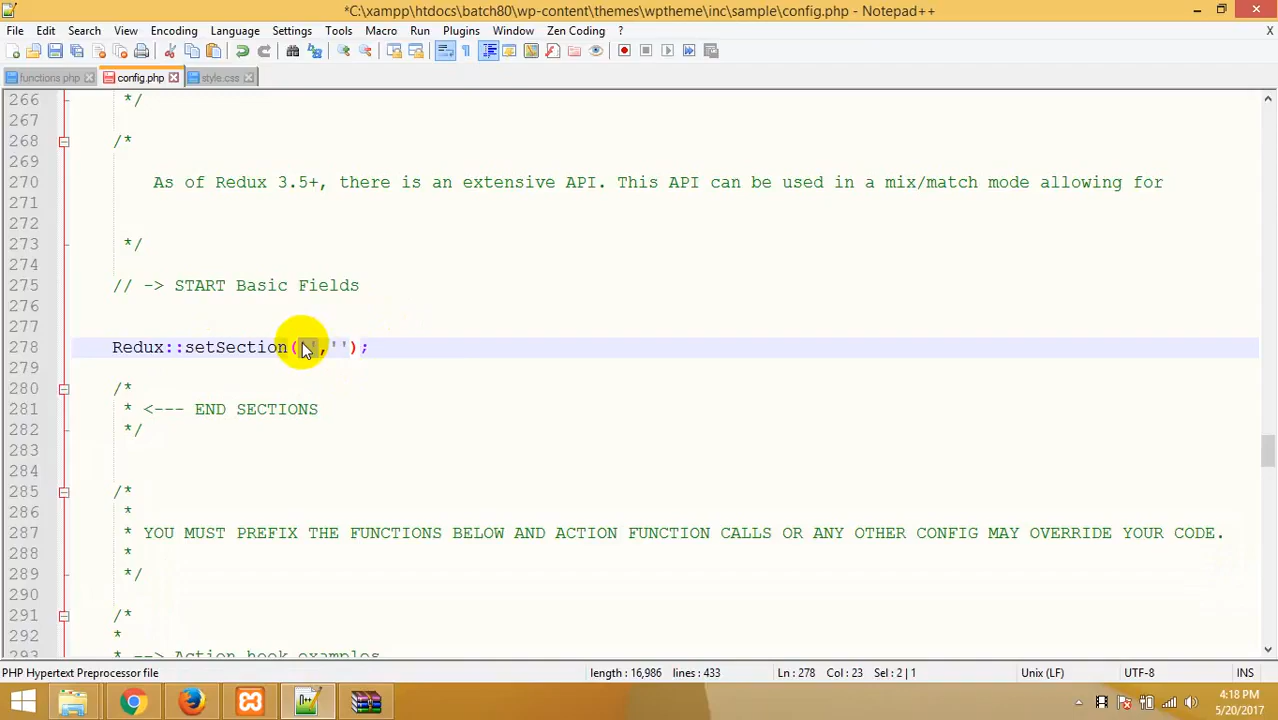 *C:\xampp\htdocs\batch80\wp-content\themes\wptheme\inc\sample\config.php - Notepad++
File Edit Search View Encoding Language Settings Tools Macro Run Plugins Window Zen Coding ? X
functions.php config.php style.css
266 */
267
268 /*
269
270 As of Redux 3.5+, there is an extensive API. This API can be used in a mix/match mode allowing for
271
272
273 */
274
275 // -> START Basic Fields
276
277
278 Redux::setSection('','');
279
280 /*
281 * <--- END SECTIONS
282 */
283
284
285 /*
286 *
287 * YOU MUST PREFIX THE FUNCTIONS BELOW AND ACTION FUNCTION CALLS OR ANY OTHER CONFIG MAY OVERRIDE YOUR CODE.
288 *
289 */
290
291 /*
292 *
293 * --> Action hook examples
PHP Hypertext Preprocessor file length : 16,986 lines : 433 Ln : 278 Col : 23 Sel : 2 | 1 Unix (LF) UTF-8 INS
4:18 PM
5/20/2017